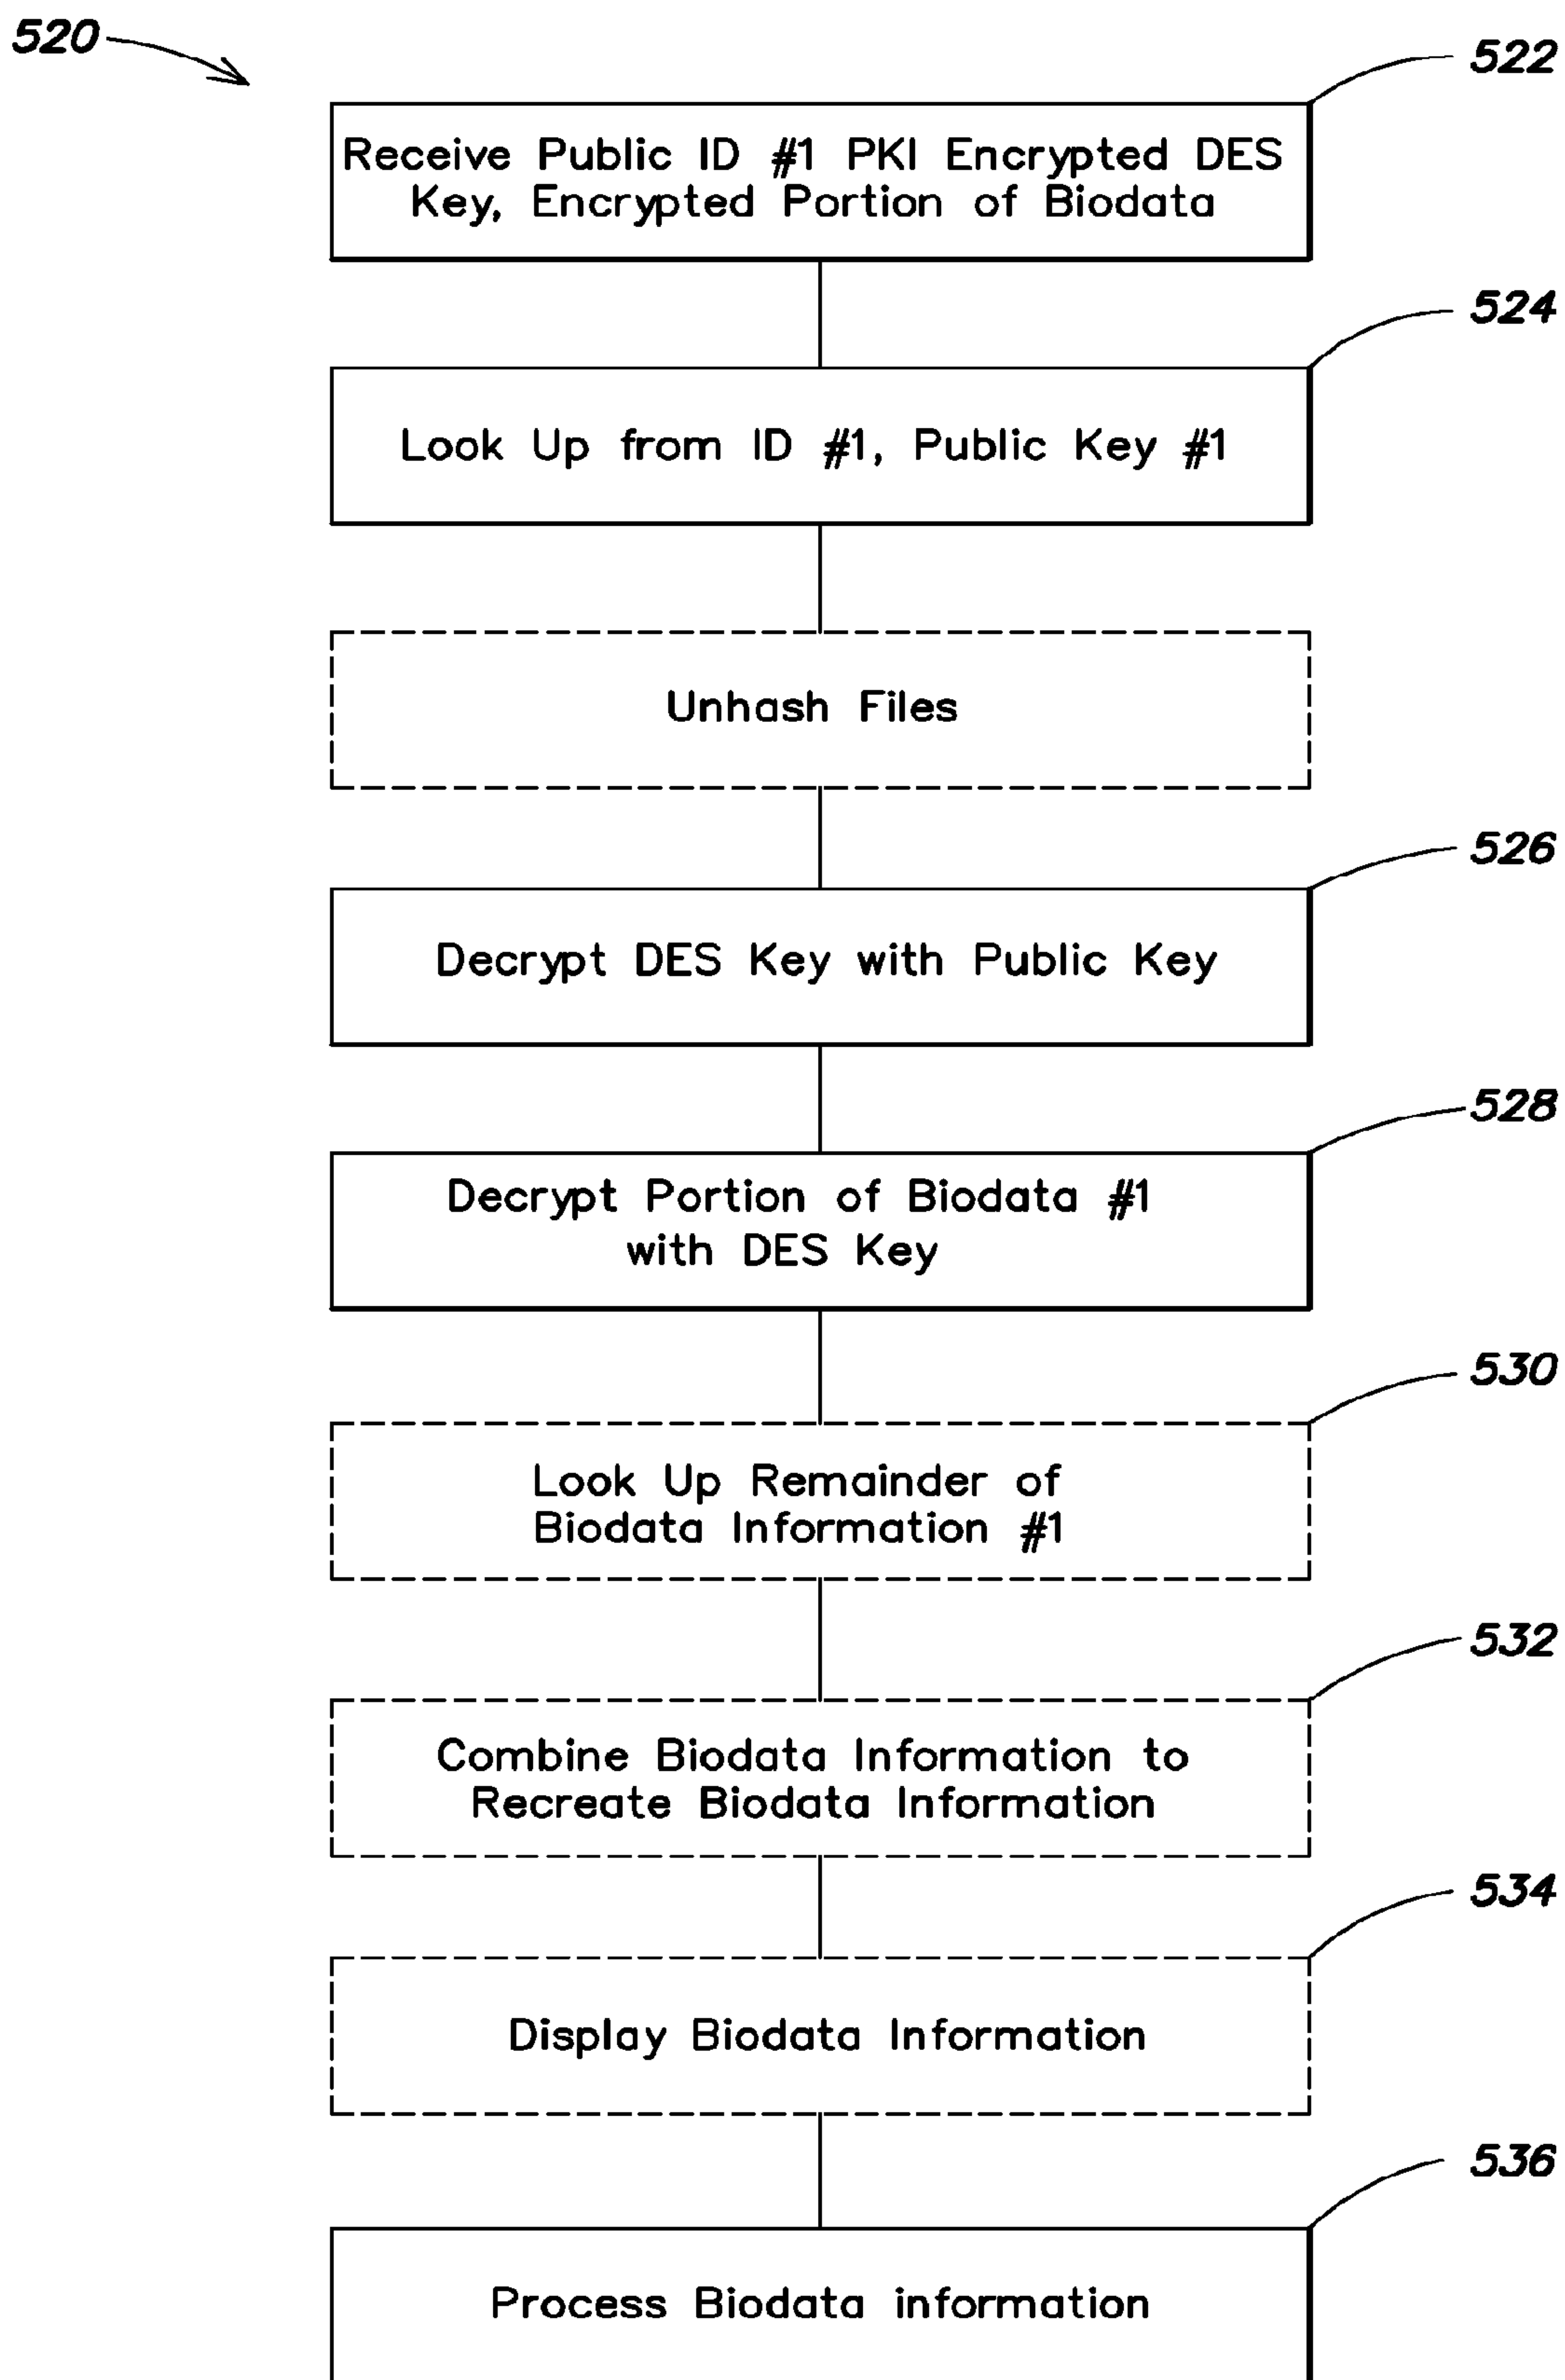 520
522
Receive Public ID #1 PKI Encrypted DES
Key, Encrypted Portion of Biodata
524
Look Up from ID #1, Public Key #1
Unhash Files
526
Decrypt DES Key with Public Key
528
Decrypt Portion of Biodata #1
with DES Key
530
Look Up Remainder of
Biodata Information #1
532
Combine Biodata Information to
Recreate Biodata Information
534
Display Biodata Information
536
Process Biodata information